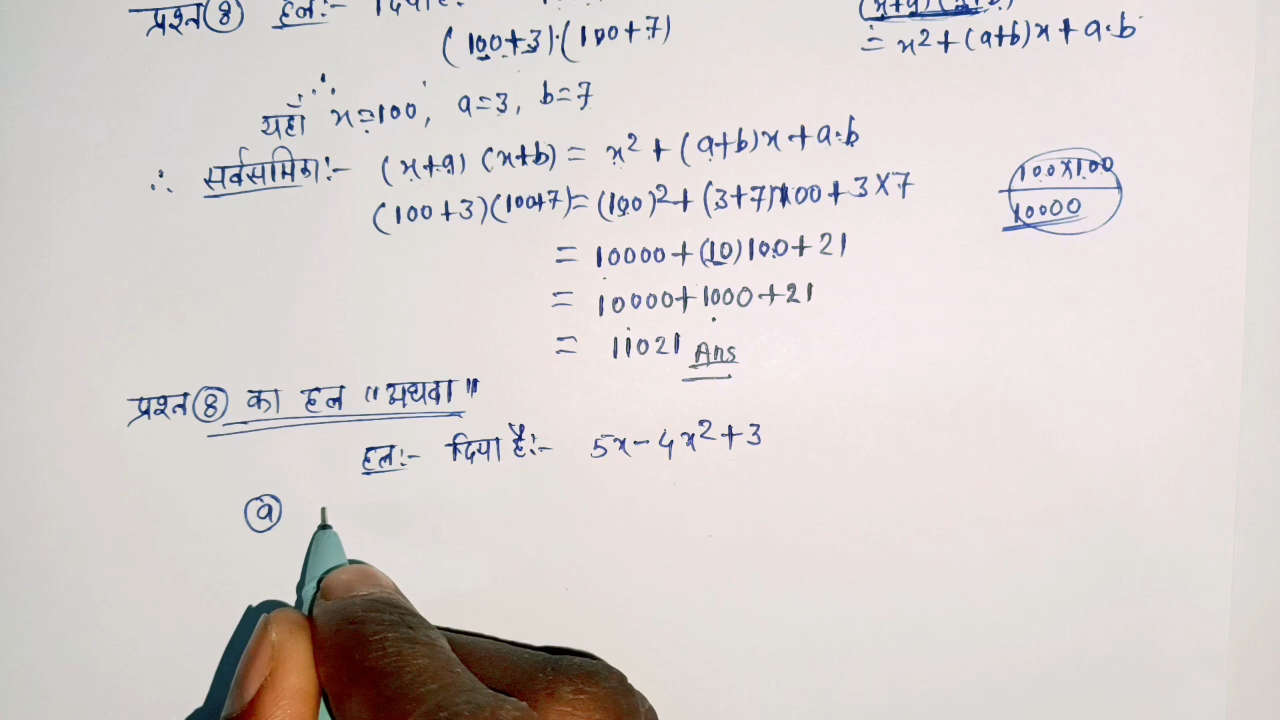 प्रश्न (8) हल:-
(100+3)·(100+7)
= x² + (a+b)x + a·b
∴ यहाँ x=100, a=3, b=7
∴ सर्वसमिका:- (x+a) (x+b) = x² + (a+b)x + a·b
(100+3)(100+7) = (100)² + (3+7)100 + 3×7
100×100
10000
= 10000 + (10)100 + 21
= 10000 + 1000 + 21
= 11021 Ans
प्रश्न (8) का हल "अथवा"
हल:- दिया है:- 5x - 4x² + 3
(a)